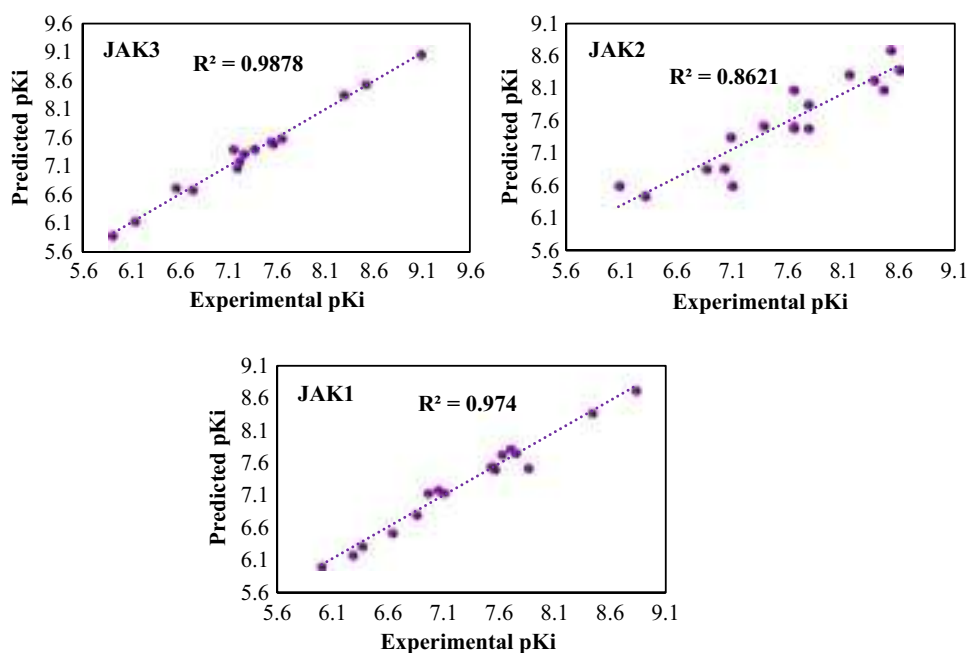 JAK3
R² = 0.9878
Predicted pKi
9.6
9.1
8.6
8.1
7.6
7.1
6.6
6.1
5.6
5.6 6.1 6.6 7.1 7.6 8.1 8.6 9.1 9.6
Experimental pKi
JAK2
R² = 0.8621
Predicted pKi
9.1
8.6
8.1
7.6
7.1
6.6
6.1
5.6
5.6 6.1 6.6 7.1 7.6 8.1 8.6 9.1
Experimental pKi
JAK1
R² = 0.974
Predicted pKi
9.1
8.6
8.1
7.6
7.1
6.6
6.1
5.6
5.6 6.1 6.6 7.1 7.6 8.1 8.6 9.1
Experimental pKi